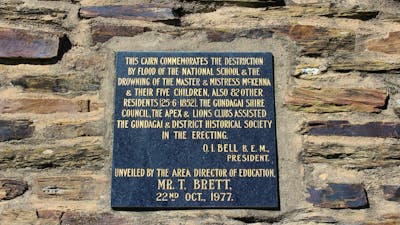 THIS CAIRN COMMEMORATES THE DESTRUCTION
BY FLOOD OF THE NATIONAL SCHOOL & THE
DROWNING OF THE MASTER & MISTRESS McKENNA
& THEIR FIVE CHILDREN, ALSO 82 OTHER
RESIDENTS (25-6-1852). THE GUNDAGAI SHIRE
COUNCIL, THE APEX & LIONS CLUBS ASSISTED
THE GUNDAGAI & DISTRICT HISTORICAL SOCIETY
IN THE ERECTING.
O. I. BELL B. E. M.,
PRESIDENT.
UNVEILED BY THE AREA DIRECTOR OF EDUCATION,
MR. T. BRETT,
22ND OCT., 1977.